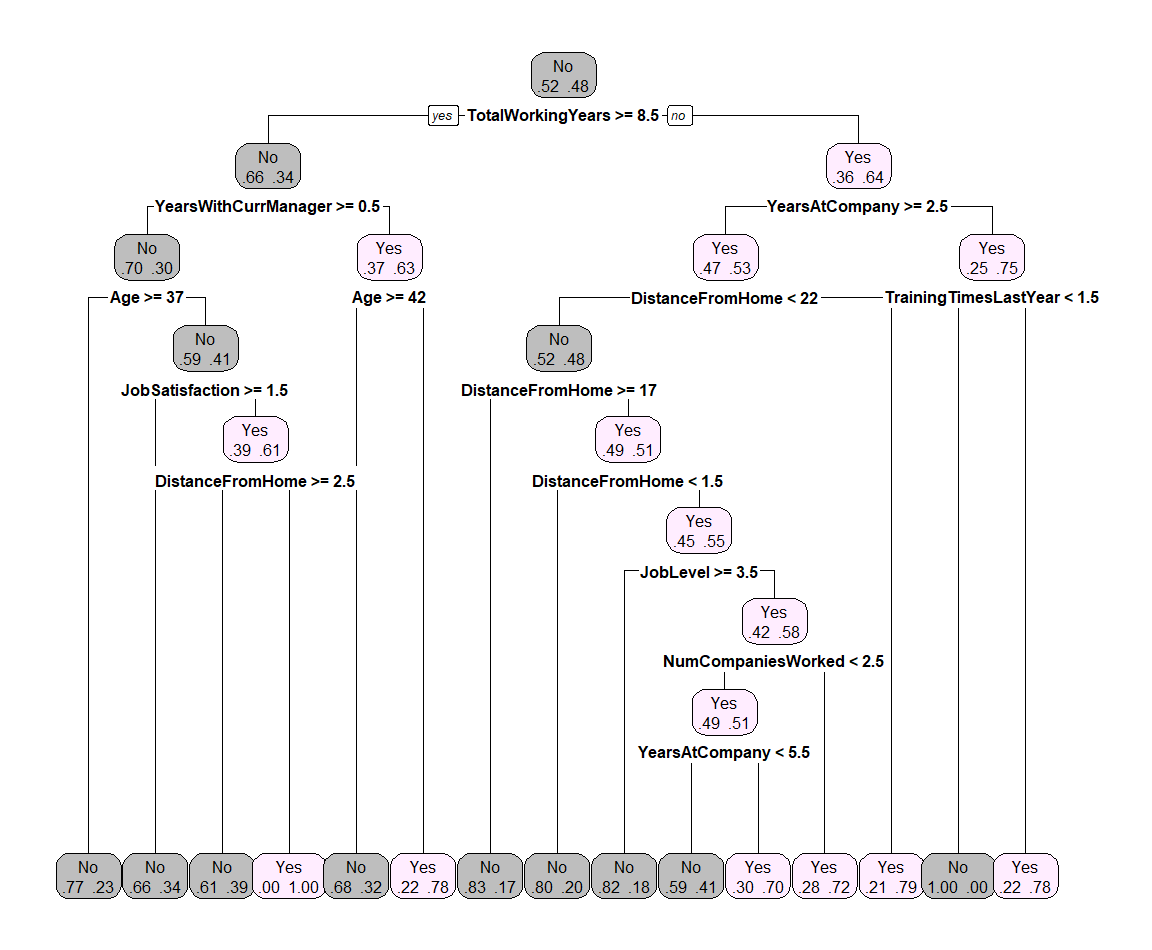 No
.52 .48
yes TotalWorkingYears >= 8.5 no
No
.66 .34
Yes
.36 .64
YearsWithCurrManager >= 0.5
YearsAtCompany >= 2.5
No
.70 .30
Yes
.37 .63
Yes
.47 .53
Yes
.25 .75
Age >= 37
Age >= 42
DistanceFromHome < 22
TrainingTimesLastYear < 1.5
No
.59 .41
No
.52 .48
JobSatisfaction >= 1.5
DistanceFromHome >= 17
Yes
.39 .61
Yes
.49 .51
DistanceFromHome >= 2.5
DistanceFromHome < 1.5
Yes
.45 .55
JobLevel >= 3.5
Yes
.42 .58
NumCompaniesWorked < 2.5
Yes
.49 .51
YearsAtCompany < 5.5
No
.77 .23
No
.66 .34
No
.61 .39
Yes
.00 1.00
No
.68 .32
Yes
.22 .78
No
.83 .17
No
.80 .20
No
.82 .18
No
.59 .41
Yes
.30 .70
Yes
.28 .72
Yes
.21 .79
No
1.00 .00
Yes
.22 .78